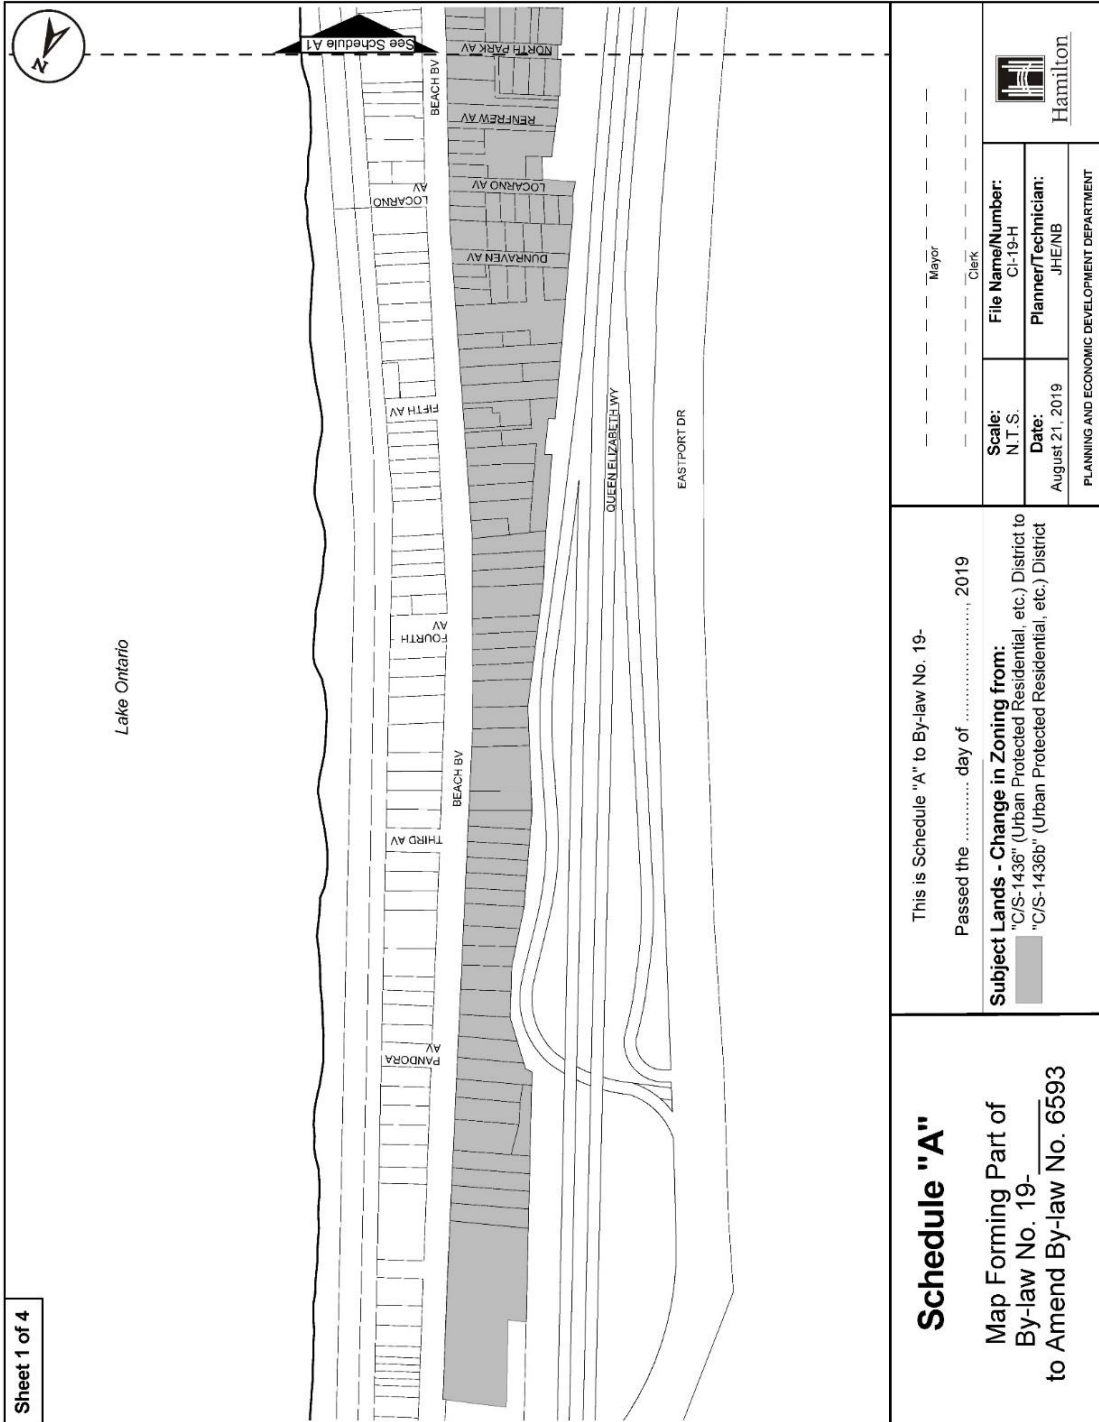 Sheet 1 of 4
Lake Ontario
See Schedule A1
N
BEACH BV
NORTH PARK AV
RENFREW AV
LOCARNO
AV
LOCARNO AV
DUNRAVEN AV
FIFTH AV
FOURTH
AV
BEACH BV
THIRD AV
PANDORA
AV
QUEEN ELIZABETH WY
EASTPORT DR
Schedule "A"
Map Forming Part of
By-law No. 19-______
to Amend By-law No. 6593
This is Schedule "A" to By-law No. 19-
Passed the ............ day of ......................, 2019
Subject Lands - Change in Zoning from:
"C/S-1436" (Urban Protected Residential, etc.) District to
"C/S-1436b" (Urban Protected Residential, etc.) District
Mayor
Clerk
Scale:
N.T.S.
File Name/Number:
CI-19-H
Date:
August 21, 2019
Planner/Technician:
JHE/NB
PLANNING AND ECONOMIC DEVELOPMENT DEPARTMENT
Hamilton